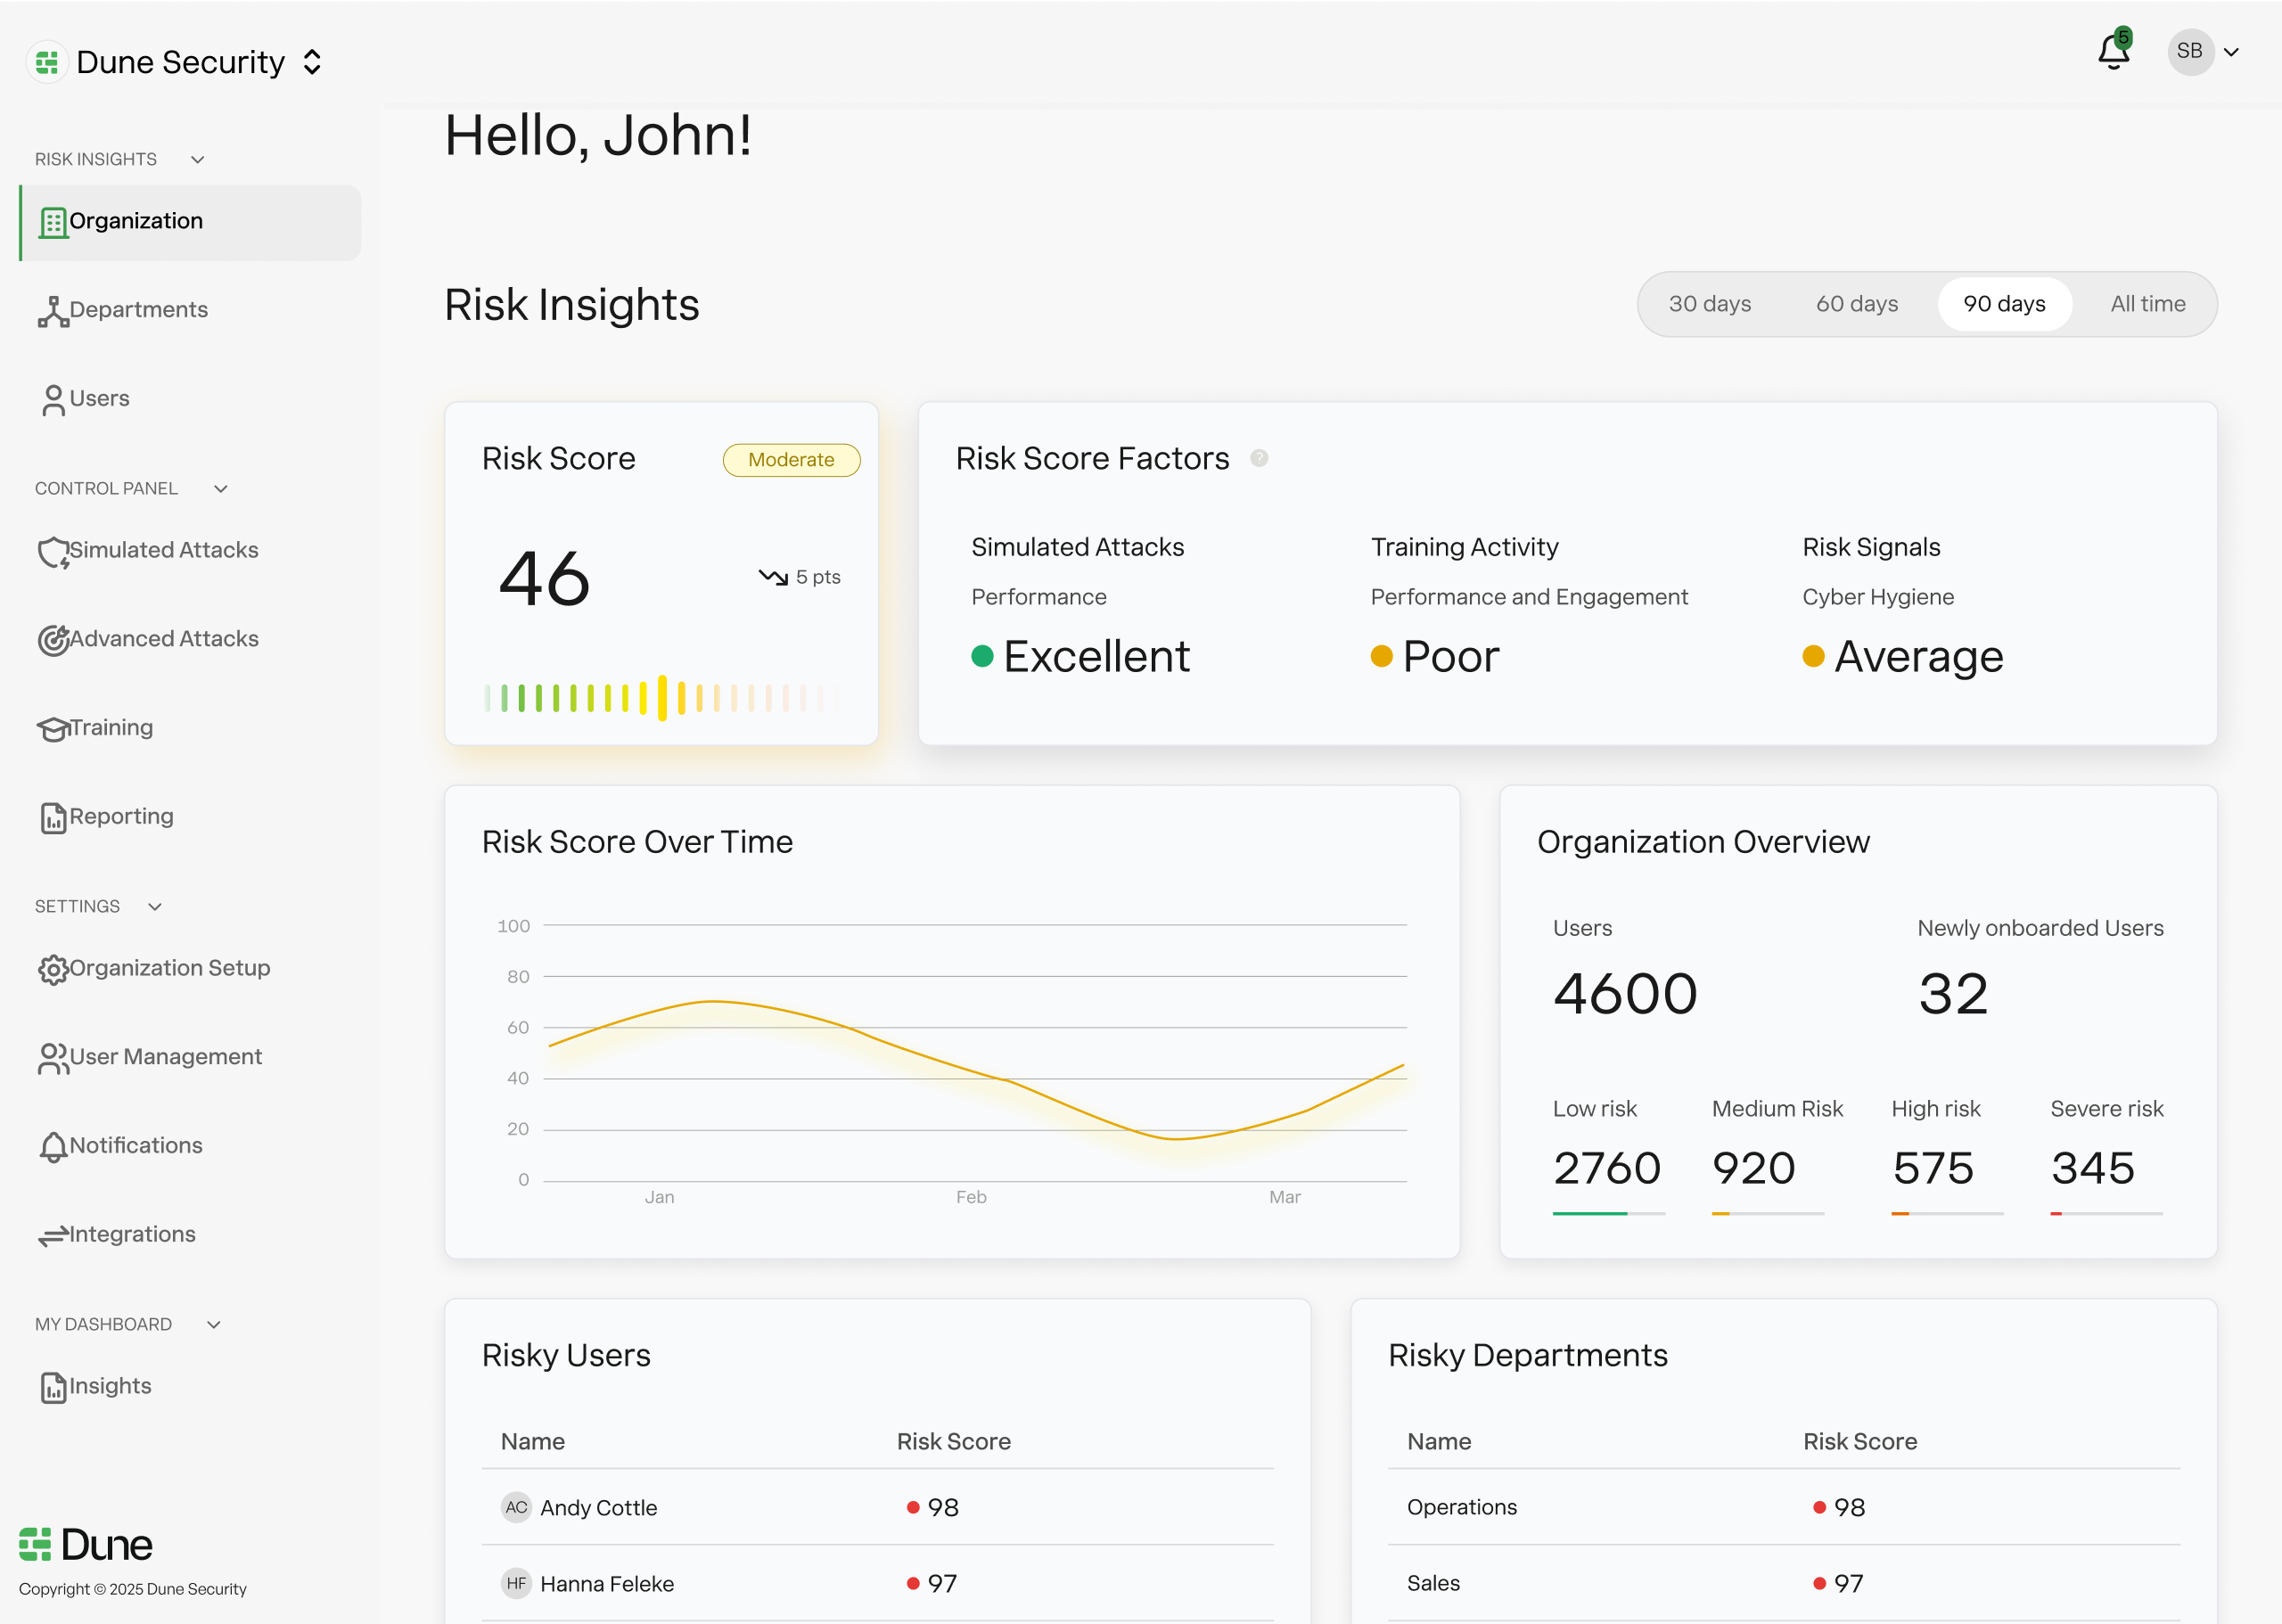 Dune Security
5
SB
RISK INSIGHTS
Organization
Departments
Users
CONTROL PANEL
Simulated Attacks
Advanced Attacks
Training
Reporting
SETTINGS
Organization Setup
User Management
Notifications
Integrations
MY DASHBOARD
Insights
Dune
Copyright © 2025 Dune Security
Hello, John!
Risk Insights
30 days 60 days 90 days All time
Risk Score Moderate
46 5 pts
Risk Score Factors ?
Simulated Attacks
Performance
Excellent
Training Activity
Performance and Engagement
Poor
Risk Signals
Cyber Hygiene
Average
Risk Score Over Time
100
80
60
40
20
0
Jan Feb Mar
Organization Overview
Users
4600
Newly onboarded Users
32
Low risk
2760
Medium Risk
920
High risk
575
Severe risk
345
Risky Users
Name Risk Score
AC Andy Cottle 98
HF Hanna Feleke 97
Risky Departments
Name Risk Score
Operations 98
Sales 97